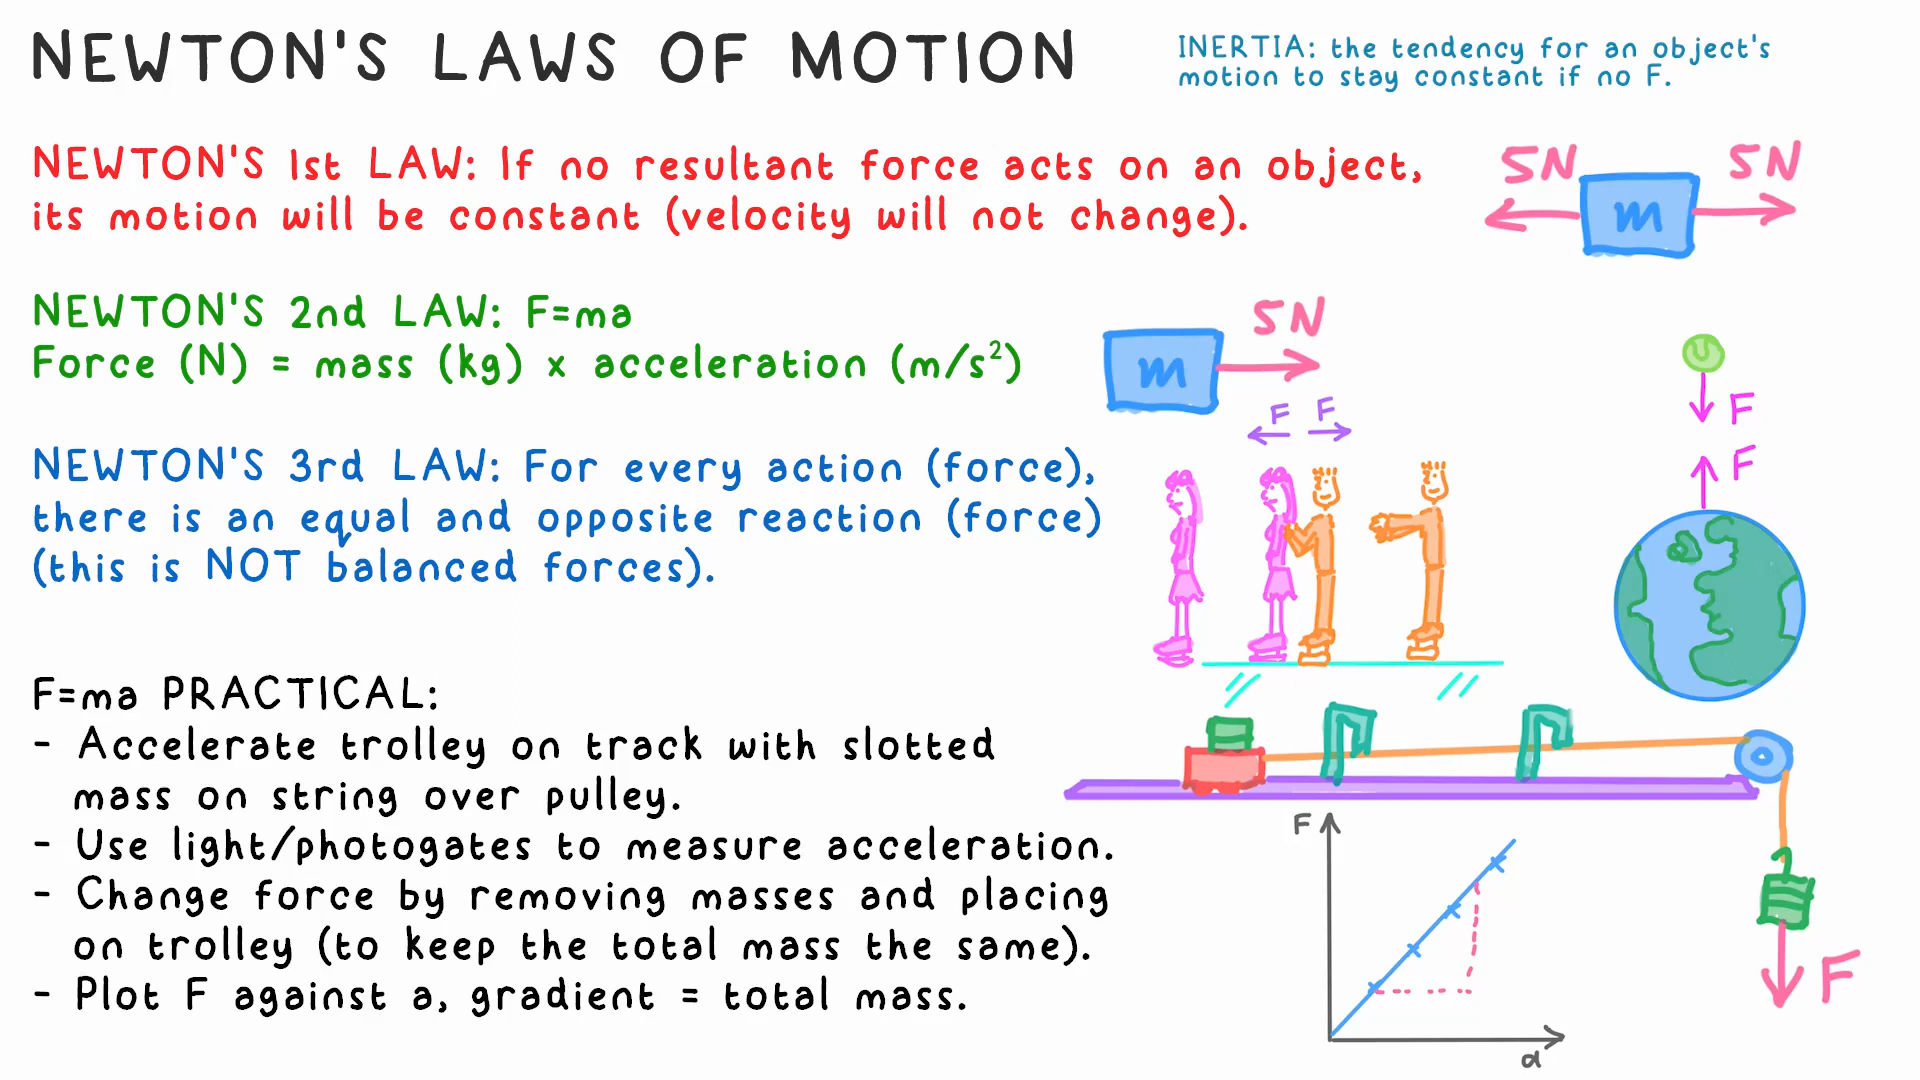 NEWTON'S LAWS OF MOTION
INERTIA: the tendency for an object's
motion to stay constant if no F.
NEWTON'S 1st LAW: If no resultant force acts on an object,
its motion will be constant (velocity will not change).
5N
5N
m
NEWTON'S 2nd LAW: F=ma
Force (N) = mass (kg) x acceleration (m/s²)
5N
m
F
F
F
F
NEWTON'S 3rd LAW: For every action (force),
there is an equal and opposite reaction (force)
(this is NOT balanced forces).
F=ma PRACTICAL:
- Accelerate trolley on track with slotted
mass on string over pulley.
- Use light/photogates to measure acceleration.
- Change force by removing masses and placing
on trolley (to keep the total mass the same).
- Plot F against a, gradient = total mass.
F
a
F